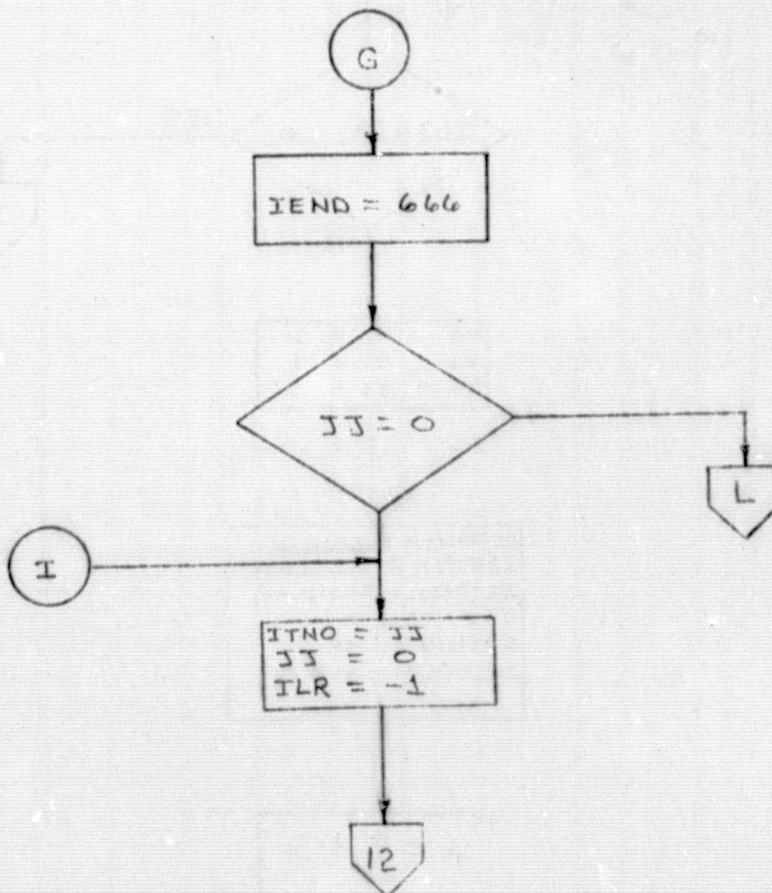 G
IEND = 666
JJ = 0
L
I
ITNO = JJ
JJ = 0
ILR = -1
12